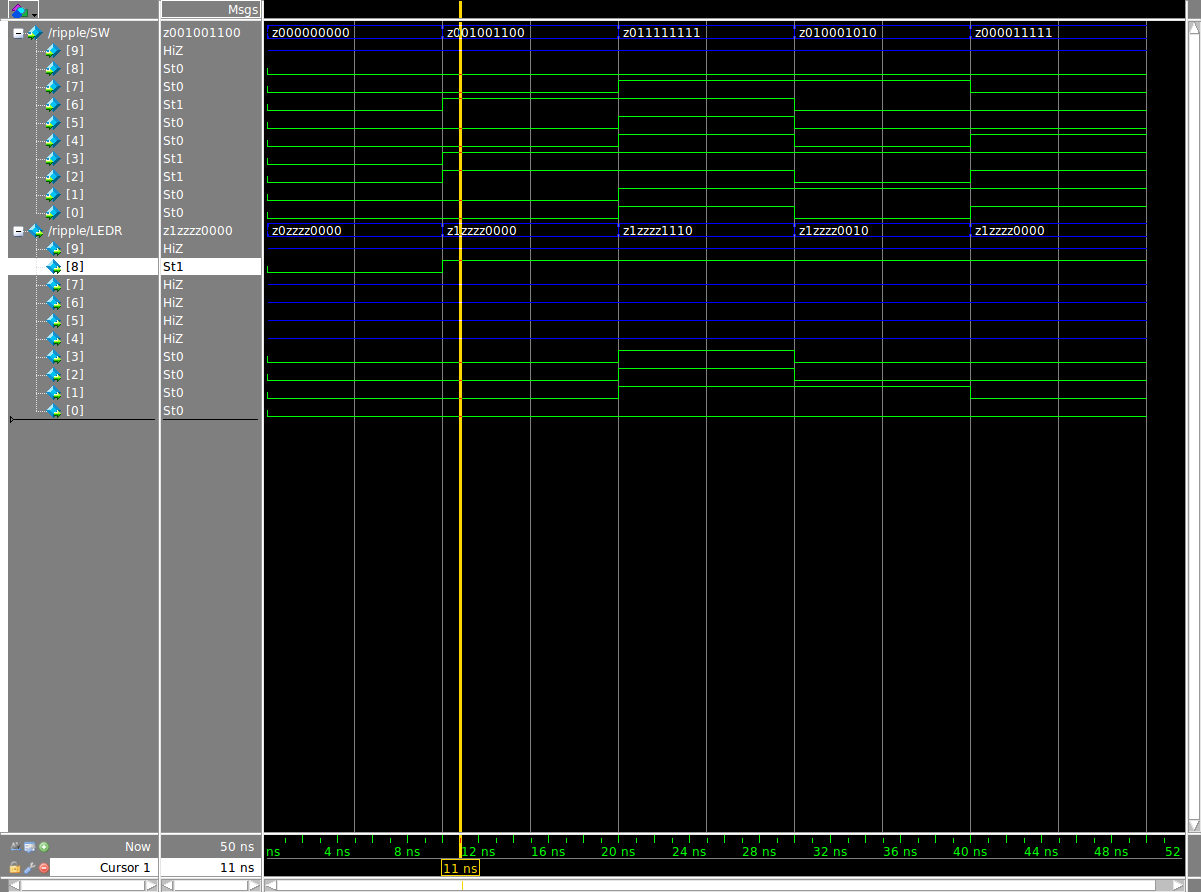 Msgs
/ripple/SW z001001100 z000000000 z001001100 z011111111 z010001010 z000011111
[9] HiZ
[8] St0
[7] St0
[6] St1
[5] St0
[4] St0
[3] St1
[2] St1
[1] St0
[0] St0
/ripple/LEDR z1zzzz0000 z0zzzz0000 z1zzzz0000 z1zzzz1110 z1zzzz0010 z1zzzz0000
[9] HiZ
[8] St1
[7] HiZ
[6] HiZ
[5] HiZ
[4] HiZ
[3] St0
[2] St0
[1] St0
[0] St0
Now 50 ns ns 4 ns 8 ns 12 ns 16 ns 20 ns 24 ns 28 ns 32 ns 36 ns 40 ns 44 ns 48 ns 52
Cursor 1 11 ns 11 ns